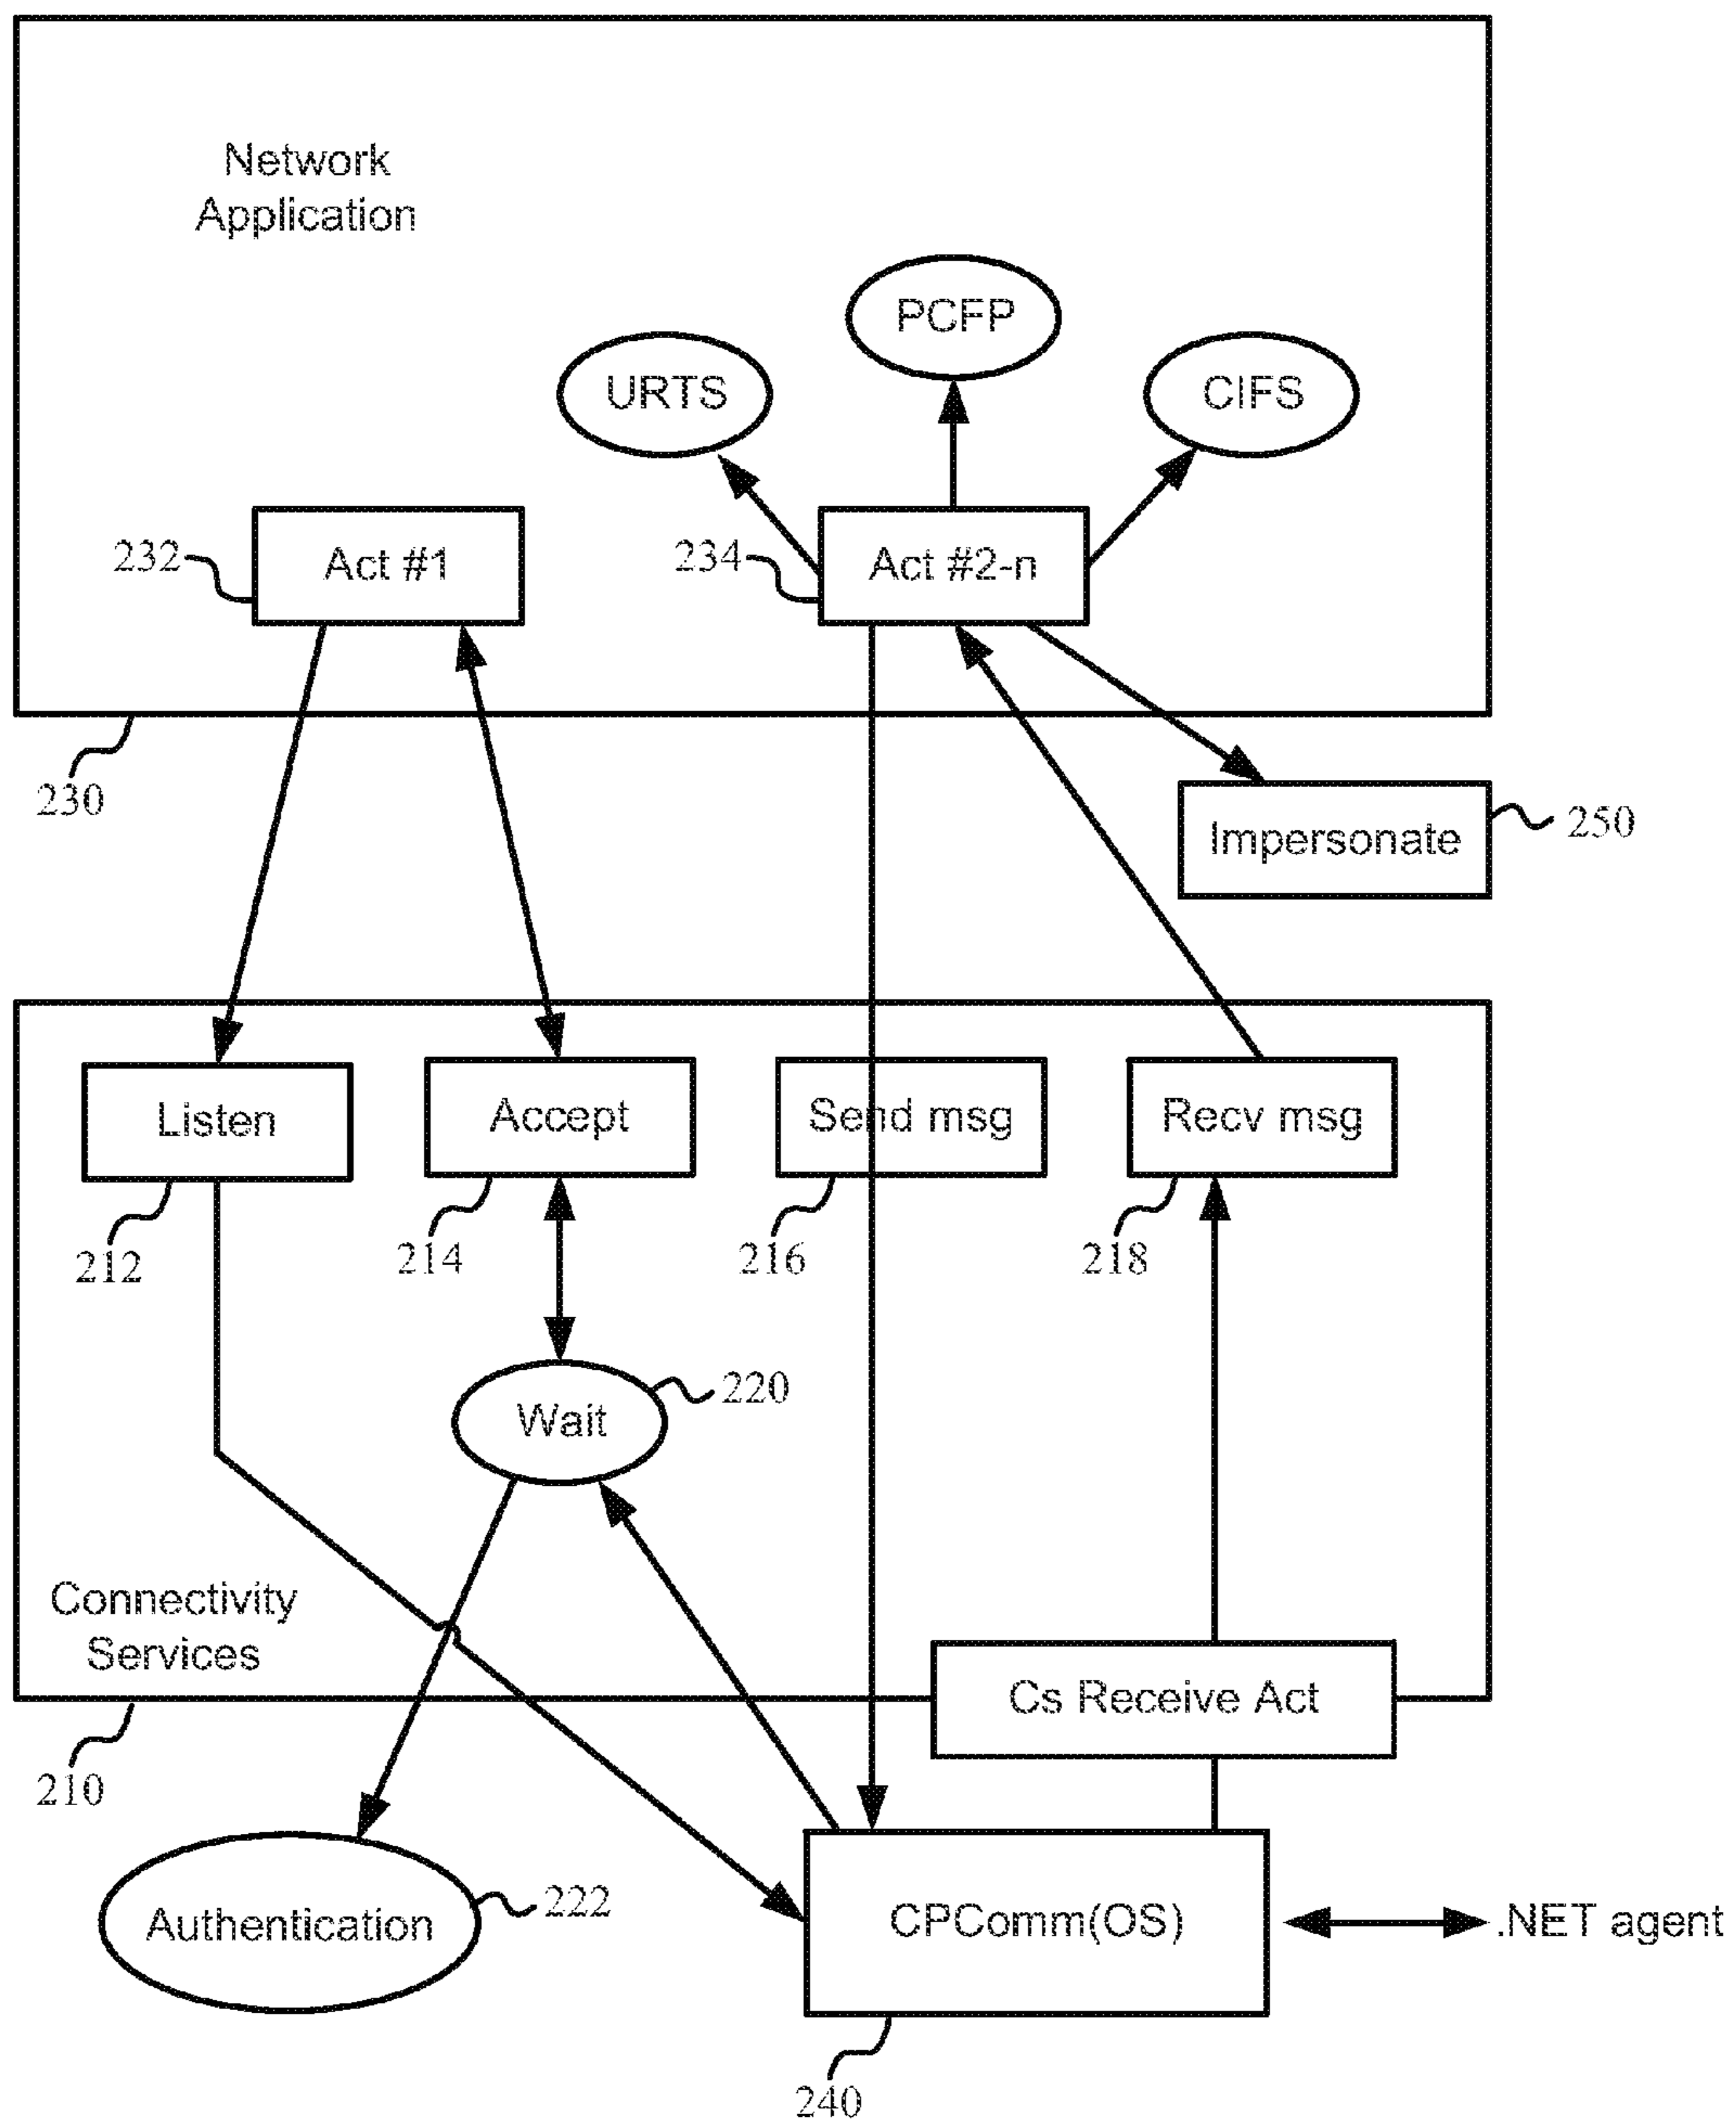 Network
Application
PCFP
URTS
CIFS
232
Act #1
234
Act #2-n
230
Impersonate
250
Listen
Accept
Send msg
Recv msg
212
214
216
218
220
Wait
Connectivity
Services
Cs Receive Act
210
Authentication
222
CPComm(OS)
.NET agent
240